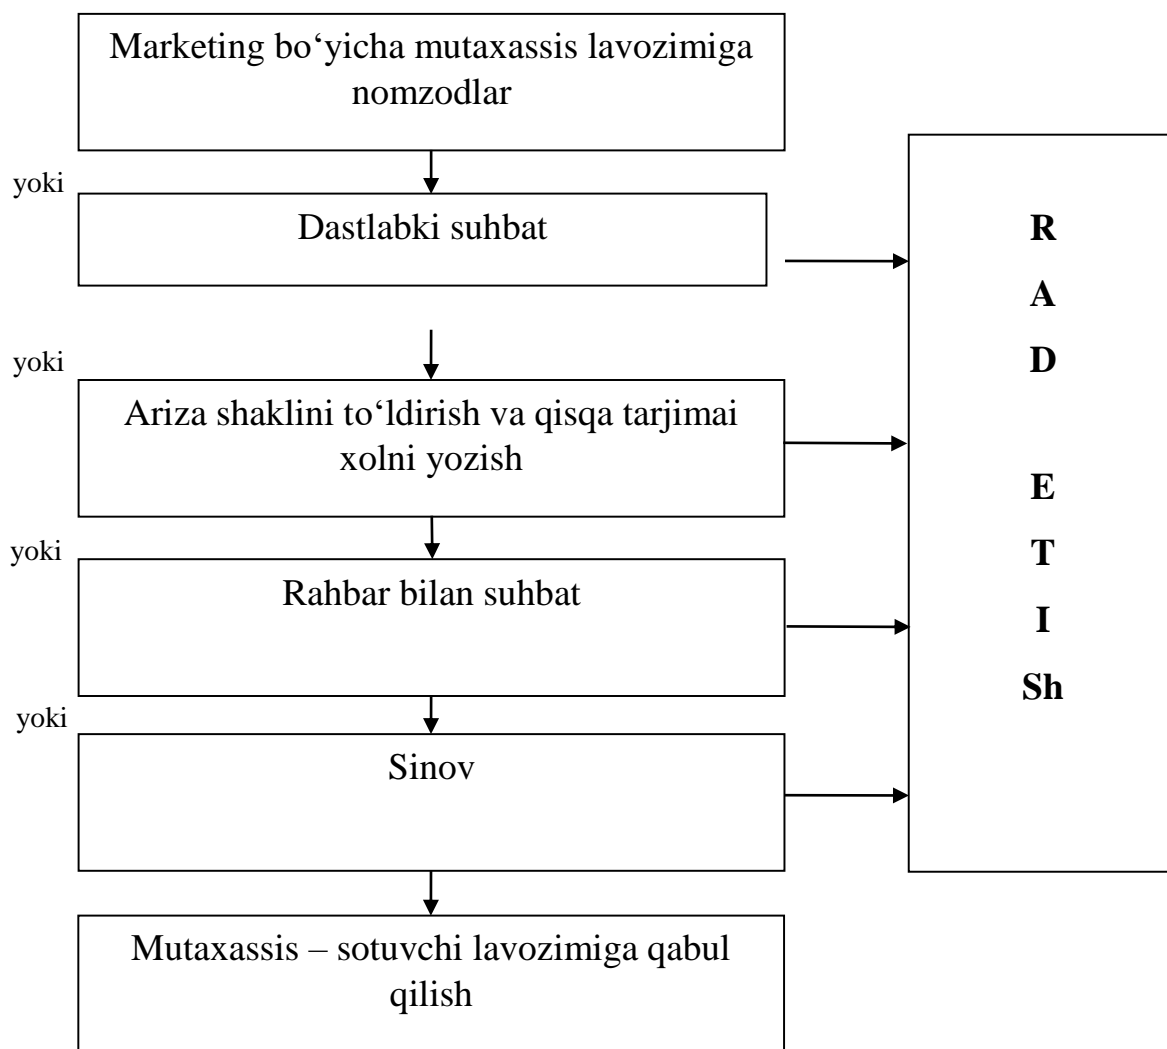 Marketing bo‘yicha mutaxassis lavozimiga
nomzodlar
yoki
Dastlabki suhbat
yoki
Ariza shaklini to‘ldirish va qisqa tarjimai
xolni yozish
yoki
Rahbar bilan suhbat
yoki
Sinov
Mutaxassis – sotuvchi lavozimiga qabul
qilish
R
A
D
E
T
I
Sh